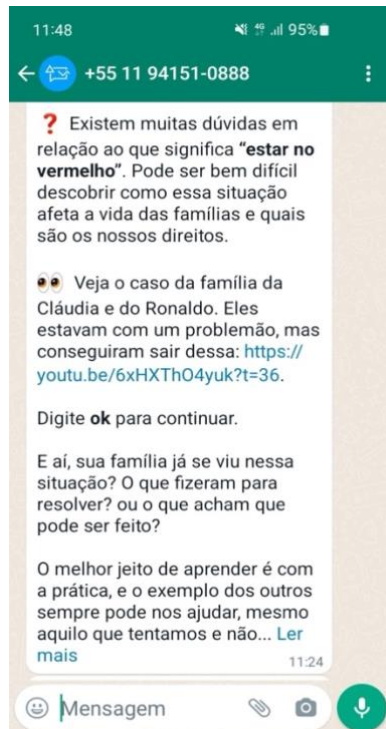 11:48
4G
95%
+55 11 94151-0888
❓ Existem muitas dúvidas em
relação ao que significa “estar no
vermelho”. Pode ser bem difícil
descobrir como essa situação
afeta a vida das famílias e quais
são os nossos direitos.
👀 Veja o caso da família da
Cláudia e do Ronaldo. Eles
estavam com um problemão, mas
conseguiram sair dessa: https://
youtu.be/6xHXThO4yuk?t=36.
Digite ok para continuar.
E aí, sua família já se viu nessa
situação? O que fizeram para
resolver? ou o que acham que
pode ser feito?
O melhor jeito de aprender é com
a prática, e o exemplo dos outros
sempre pode nos ajudar, mesmo
aquilo que tentamos e não... Ler
mais
11:24
Mensagem